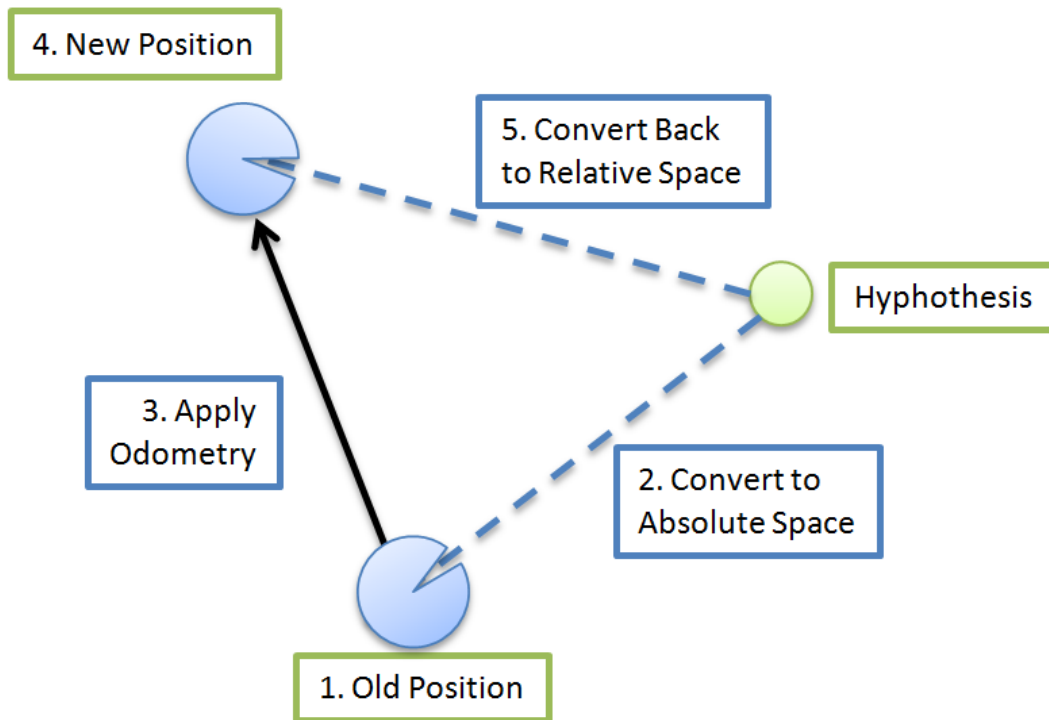 4. New Position
5. Convert Back
to Relative Space
Hyphothesis
3. Apply
Odometry
2. Convert to
Absolute Space
1. Old Position